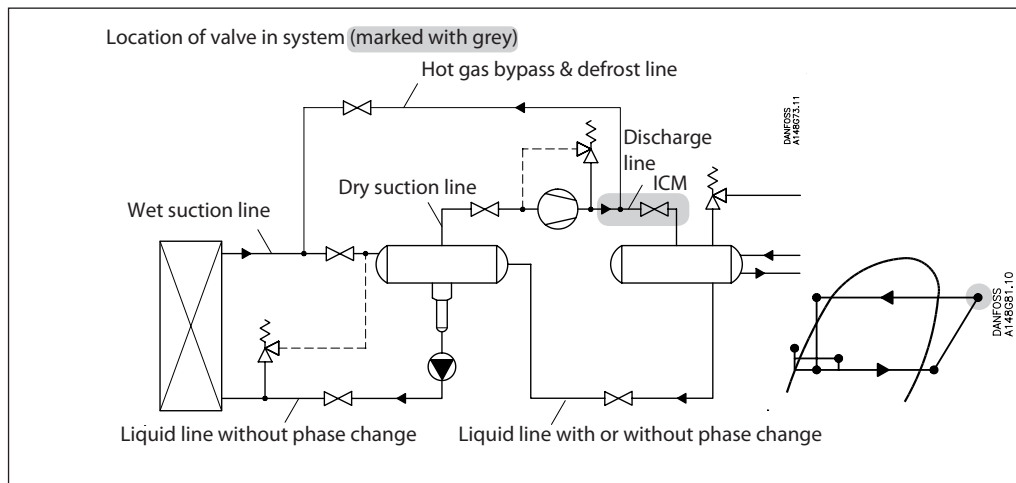 Location of valve in system (marked with grey)
Hot gas bypass & defrost line
DANFOSS
A148G73.11
Discharge
line
ICM
Dry suction line
Wet suction line
DANFOSS
A148G81.10
Liquid line without phase change
Liquid line with or without phase change